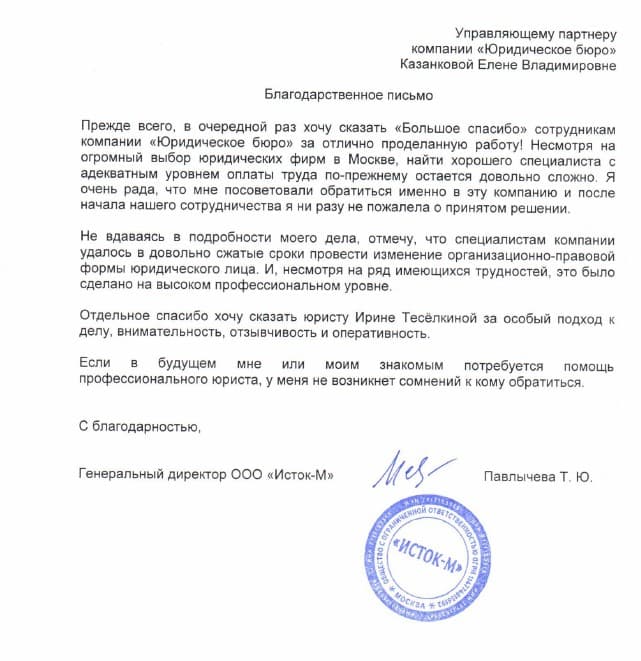 Управляющему партнеру
компании «Юридическое бюро»
Казанковой Елене Владимировне
Благодарственное письмо
Прежде всего, в очередной раз хочу сказать «Большое спасибо» сотрудникам
компании «Юридическое бюро» за отлично проделанную работу! Несмотря на
огромный выбор юридических фирм в Москве, найти хорошего специалиста с
адекватным уровнем оплаты труда по-прежнему остается довольно сложно. Я
очень рада, что мне посоветовали обратиться именно в эту компанию и после
начала нашего сотрудничества я ни разу не пожалела о принятом решении.
Не вдаваясь в подробности моего дела, отмечу, что специалистам компании
удалось в довольно сжатые сроки провести изменение организационно-правовой
формы юридического лица. И, несмотря на ряд имеющихся трудностей, это было
сделано на высоком профессиональном уровне.
Отдельное спасибо хочу сказать юристу Ирине Тесёлкиной за особый подход к
делу, внимательность, отзывчивость и оперативность.
Если в будущем мне или моим знакомым потребуется помощь
профессионального юриста, у меня не возникнет сомнений к кому обратиться.
С благодарностью,
Генеральный директор ООО «Исток-М»
Павлычева Т. Ю.
ОБЩЕСТВО С ОГРАНИЧЕННОЙ ОТВЕТСТВЕННОСТЬЮ ОГРН
«ИСТОК-М»
МОСКВА